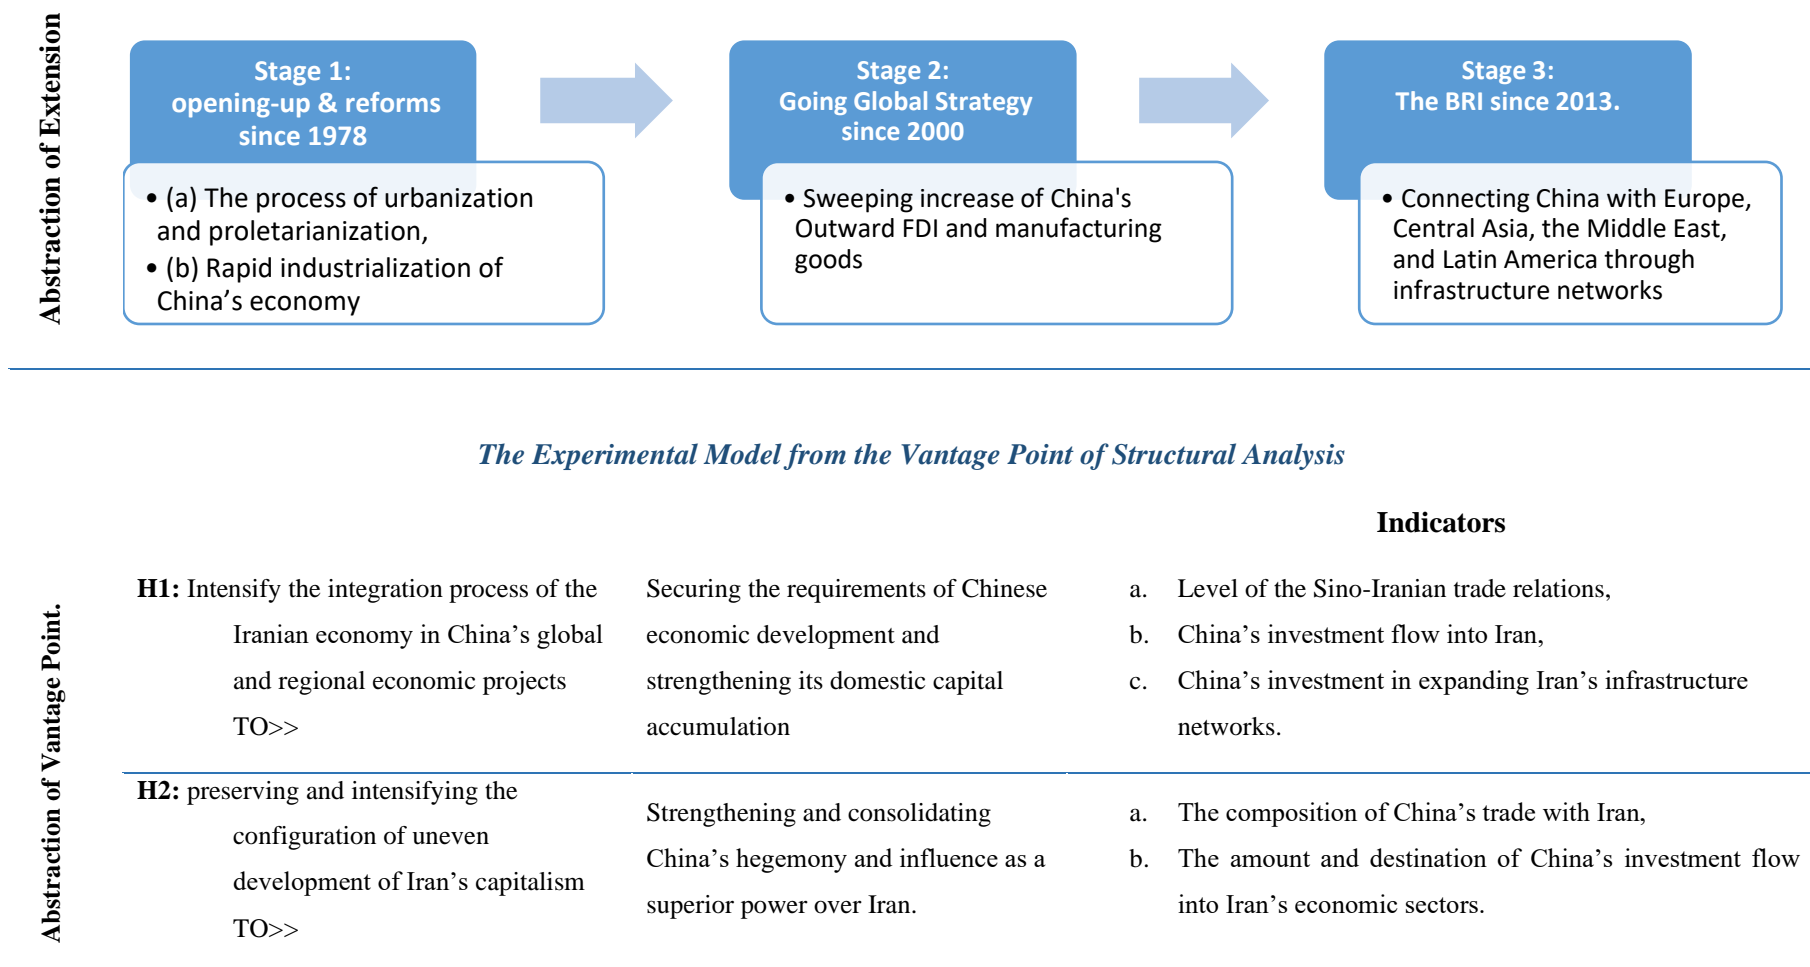 Abstraction of Extension
Stage 1:
opening-up & reforms
since 1978
• (a) The process of urbanization
and proletarianization,
• (b) Rapid industrialization of
China’s economy
Stage 2:
Going Global Strategy
since 2000
• Sweeping increase of China's
Outward FDI and manufacturing
goods
Stage 3:
The BRI since 2013.
• Connecting China with Europe,
Central Asia, the Middle East,
and Latin America through
infrastructure networks
The Experimental Model from the Vantage Point of Structural Analysis
Indicators
Abstraction of Vantage Point.
H1: Intensify the integration process of the
Iranian economy in China’s global
and regional economic projects
TO>>
Securing the requirements of Chinese
economic development and
strengthening its domestic capital
accumulation
a. Level of the Sino-Iranian trade relations,
b. China’s investment flow into Iran,
c. China’s investment in expanding Iran’s infrastructure
networks.
H2: preserving and intensifying the
configuration of uneven
development of Iran’s capitalism
TO>>
Strengthening and consolidating
China’s hegemony and influence as a
superior power over Iran.
a. The composition of China’s trade with Iran,
b. The amount and destination of China’s investment flow
into Iran’s economic sectors.